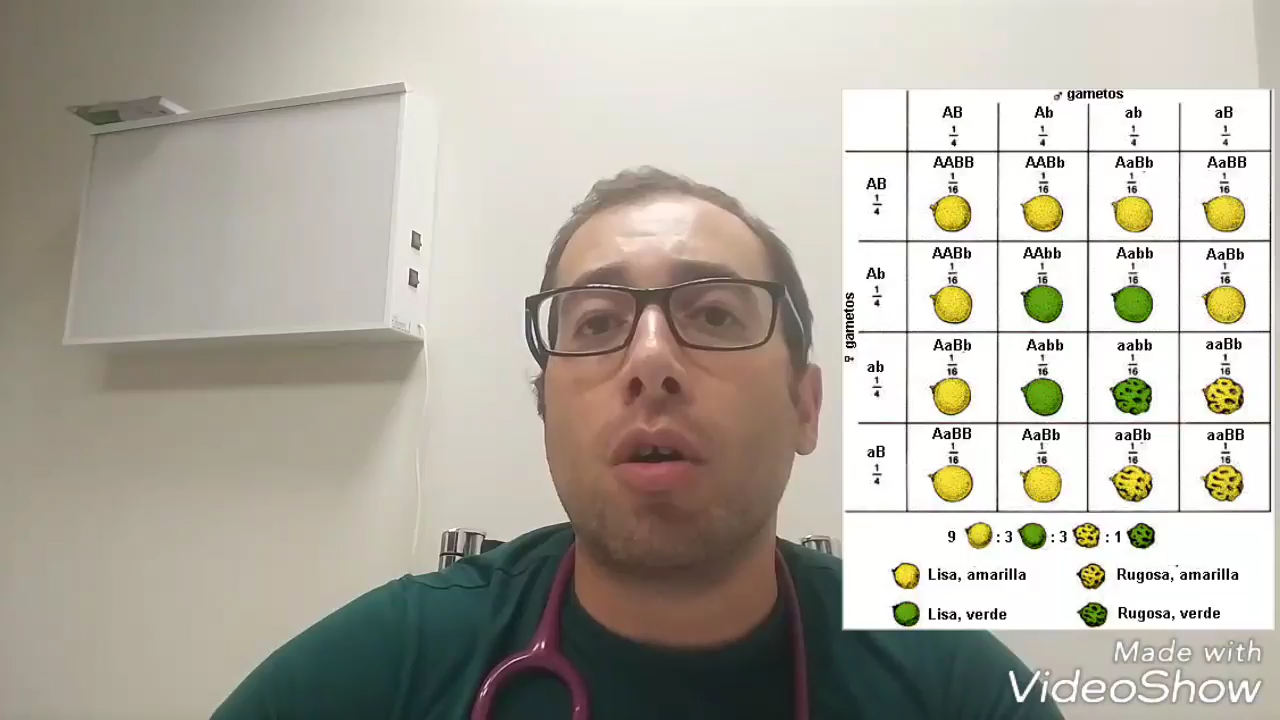 ♂ gametos
AB Ab ab aB
1/4 1/4 1/4 1/4
AB 1/4 AABB 1/16 AABb 1/16 AaBb 1/16 AaBB 1/16
Ab 1/4 AABb 1/16 AAbb 1/16 Aabb 1/16 AaBb 1/16
♀ gametos
ab 1/4 AaBb 1/16 Aabb 1/16 aabb 1/16 aaBb 1/16
aB 1/4 AaBB 1/16 AaBb 1/16 aaBb 1/16 aaBB 1/16
9 : 3 : 3 : 1
Lisa, amarilla Rugosa, amarilla
Lisa, verde Rugosa, verde
Made with
VideoShow